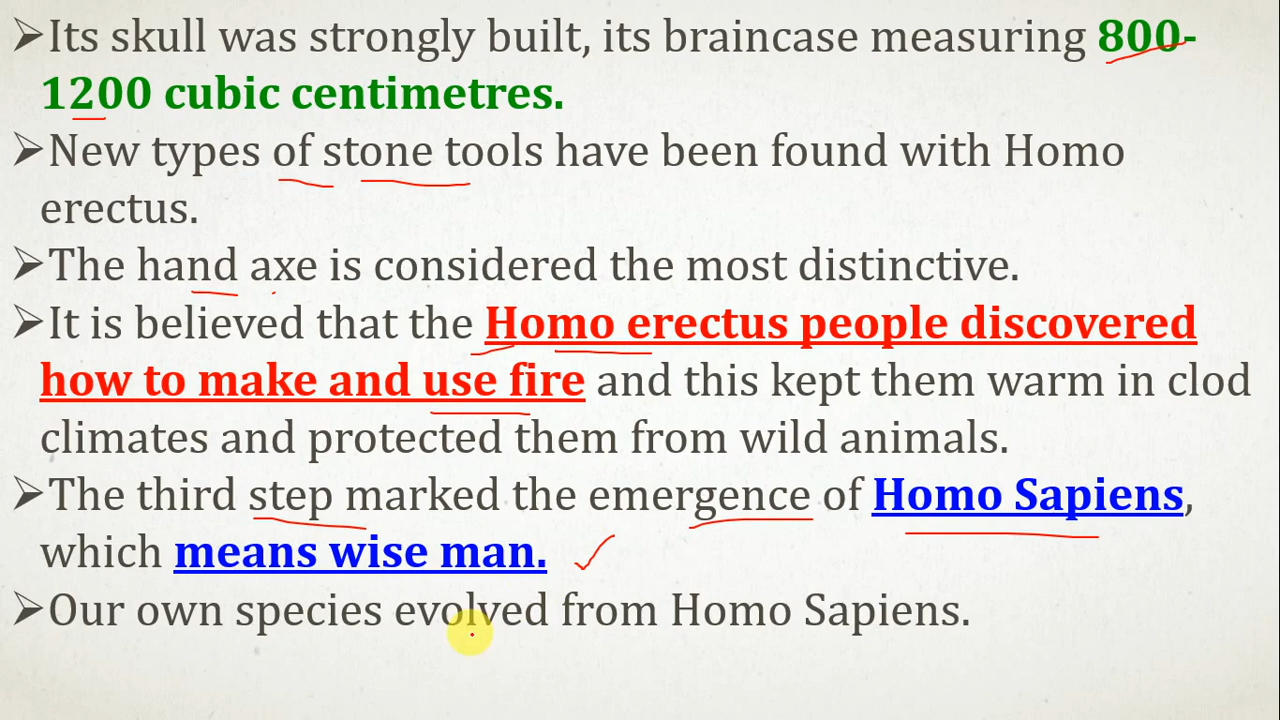 ➢Its skull was strongly built, its braincase measuring 800-
1200 cubic centimetres.
➢New types of stone tools have been found with Homo
erectus.
➢The hand axe is considered the most distinctive.
➢It is believed that the Homo erectus people discovered
how to make and use fire and this kept them warm in clod
climates and protected them from wild animals.
➢The third step marked the emergence of Homo Sapiens,
which means wise man.
➢Our own species evolved from Homo Sapiens.